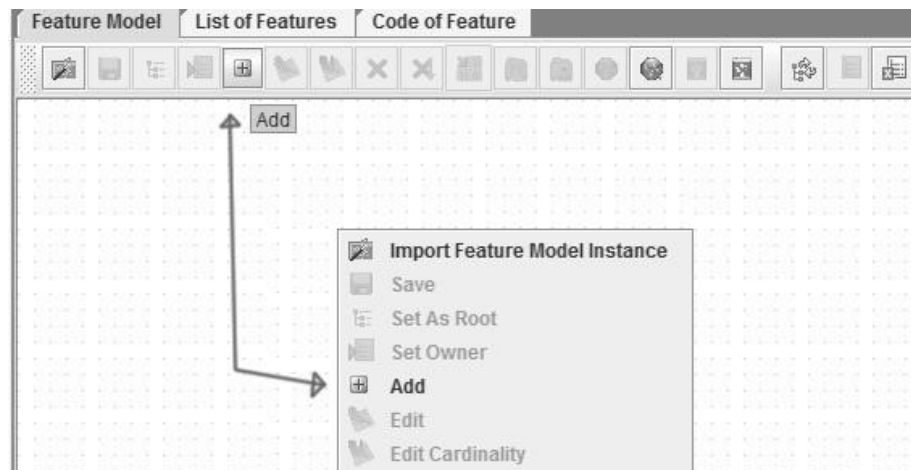 Feature Model List of Features Code of Feature
Add
Import Feature Model Instance
Save
Set As Root
Set Owner
Add
Edit
Edit Cardinality